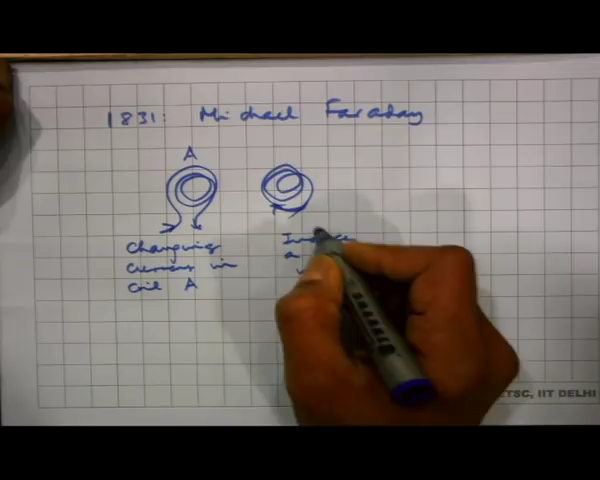 1831: Michael Faraday
A
Changing
current in
coil A
a
ETSC, IIT DELHI